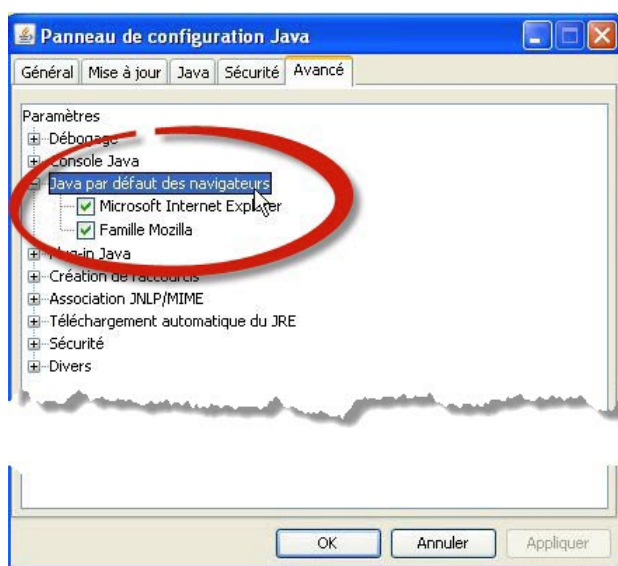 Panneau de configuration Java
Général Mise à jour Java Sécurité Avancé
Paramètres
Débogage
Console Java
Java par défaut des navigateurs
Microsoft Internet Explorer
Famille Mozilla
Plug-in Java
Création de raccourcis
Association JNLP/MIME
Téléchargement automatique du JRE
Sécurité
Divers
OK Annuler Appliquer